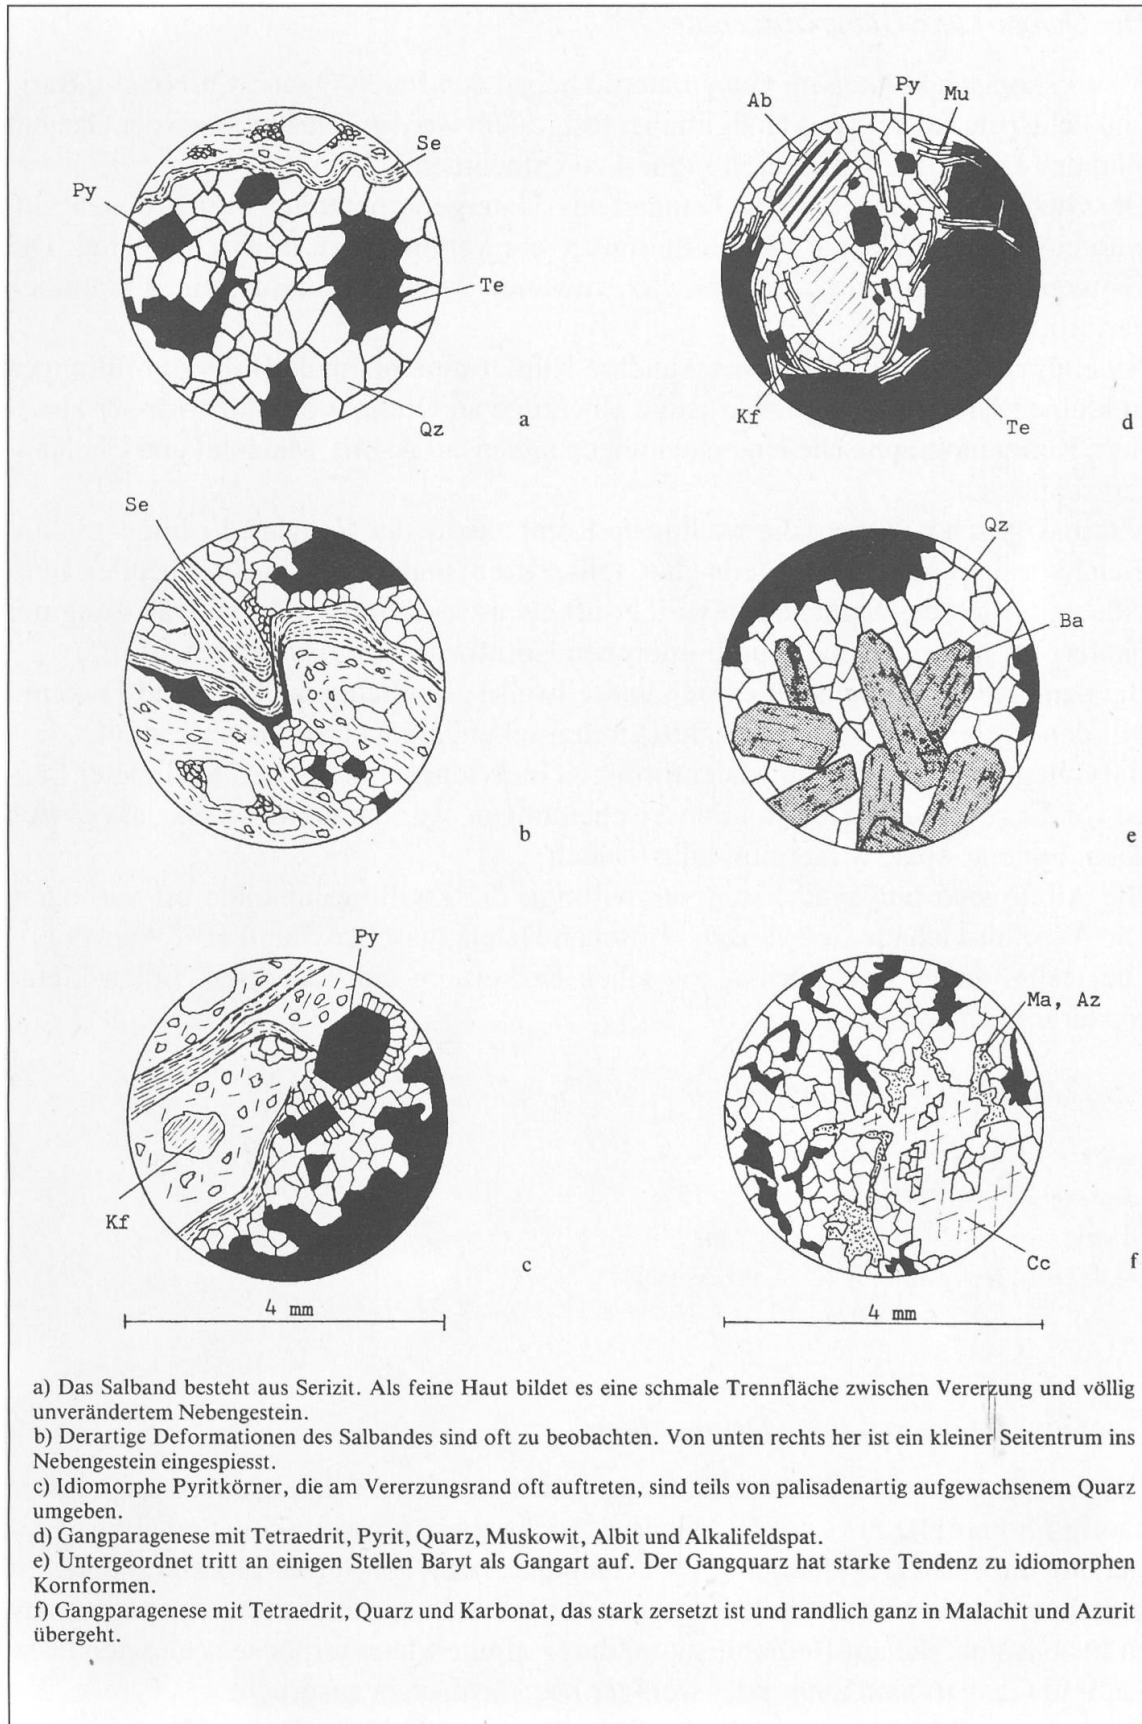 Ab
Py
Mu
Se
Py
Te
Qz
a
Kf
Te
d
Se
b
Qz
Ba
e
Py
Kf
c
Ma, Az
Cc
f
4 mm
4 mm
a) Das Salband besteht aus Serizit. Als feine Haut bildet es eine schmale Trennfläche zwischen Vererzung und völlig
unverändertem Nebengestein.
b) Derartige Deformationen des Salbandes sind oft zu beobachten. Von unten rechts her ist ein kleiner Seitentrum ins
Nebengestein eingespiesst.
c) Idiomorphe Pyritkörner, die am Vererzungsrand oft auftreten, sind teils von palisadenartig aufgewachsenem Quarz
umgeben.
d) Gangparagenese mit Tetraedrit, Pyrit, Quarz, Muskowit, Albit und Alkalifeldspat.
e) Untergeordnet tritt an einigen Stellen Baryt als Gangart auf. Der Gangquarz hat starke Tendenz zu idiomorphen
Kornformen.
f) Gangparagenese mit Tetraedrit, Quarz und Karbonat, das stark zersetzt ist und randlich ganz in Malachit und Azurit
übergeht.